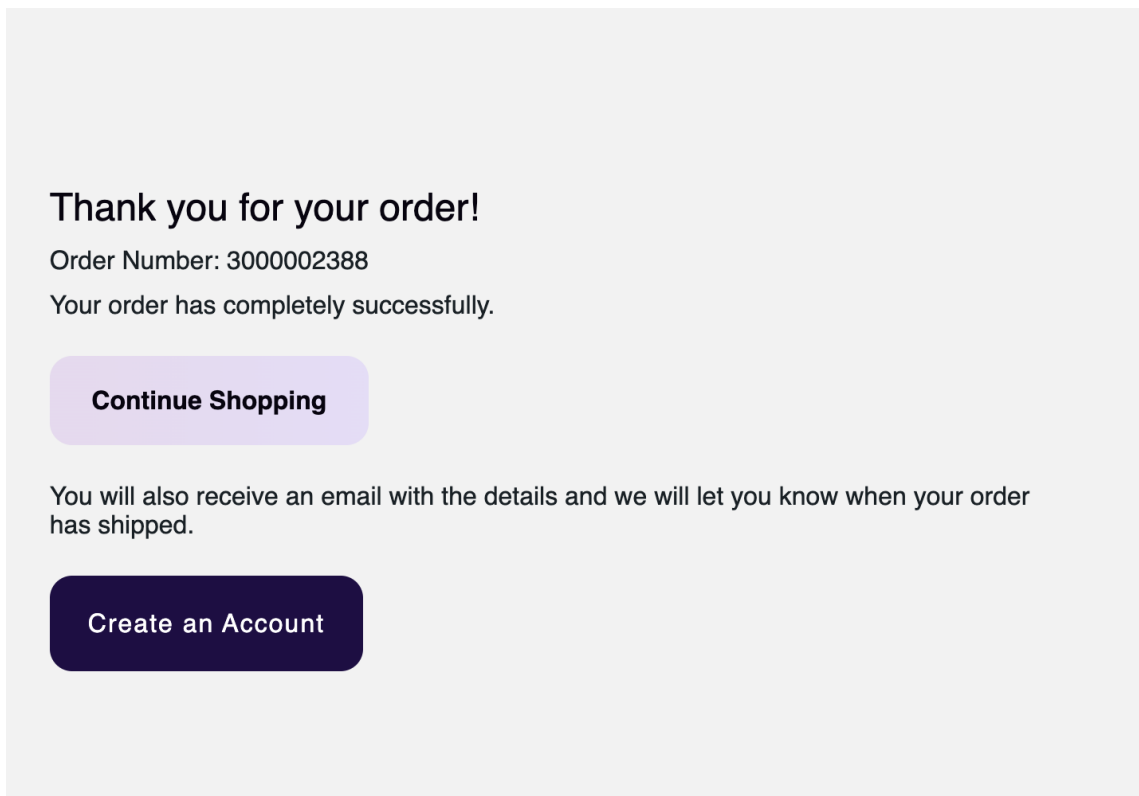 Thank you for your order!
Order Number: 3000002388
Your order has completely successfully.
Continue Shopping
You will also receive an email with the details and we will let you know when your order
has shipped.
Create an Account